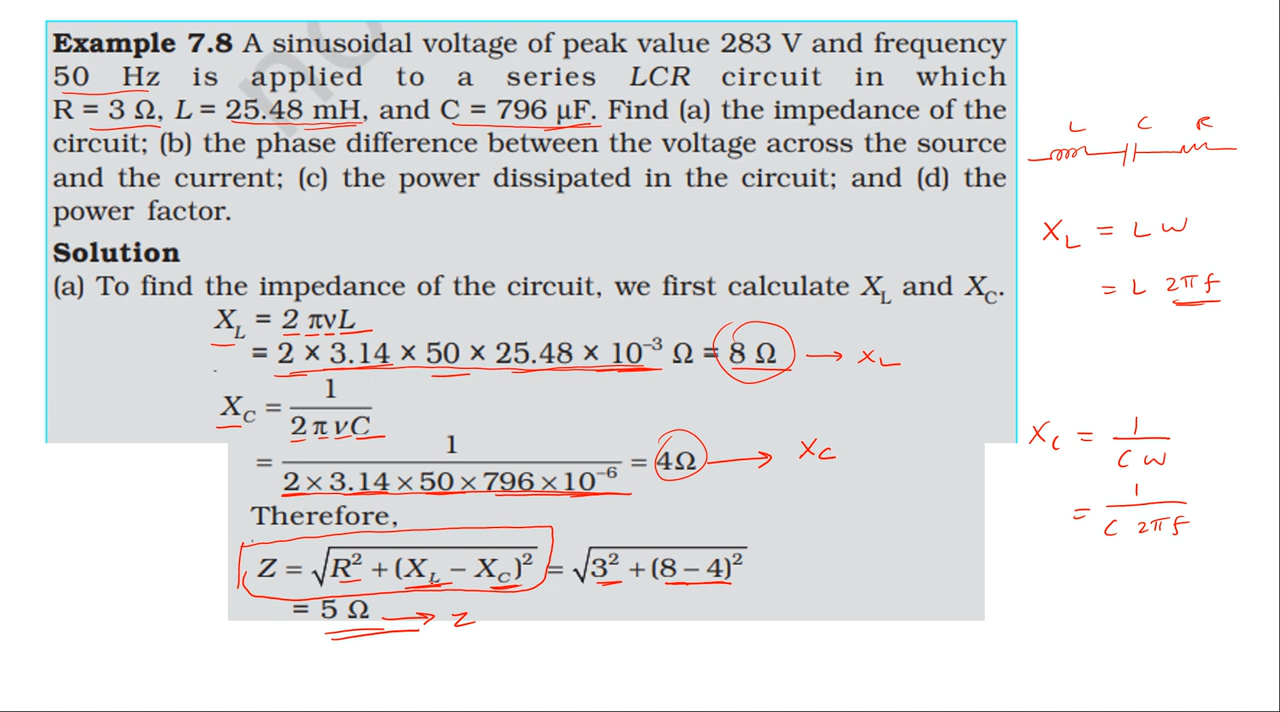 Example 7.8 A sinusoidal voltage of peak value 283 V and frequency
50 Hz is applied to a series LCR circuit in which
R = 3 Ω, L = 25.48 mH, and C = 796 μF. Find (a) the impedance of the
circuit; (b) the phase difference between the voltage across the source
and the current; (c) the power dissipated in the circuit; and (d) the
power factor.
Solution
(a) To find the impedance of the circuit, we first calculate X_L and X_C.
X_L = 2 πνL
= 2 × 3.14 × 50 × 25.48 × 10⁻³ Ω = 8 Ω → X_L
X_C = 1 / 2 π ν C
= 1 / 2 × 3.14 × 50 × 796 × 10⁻⁶ = 4Ω → X_C
Therefore,
Z = √(R² + (X_L − X_C)²) = √(3² + (8 − 4)²)
= 5 Ω → Z
L C R
X_L = L ω
= L 2πf
X_C = 1 / C ω
= 1 / C 2πf